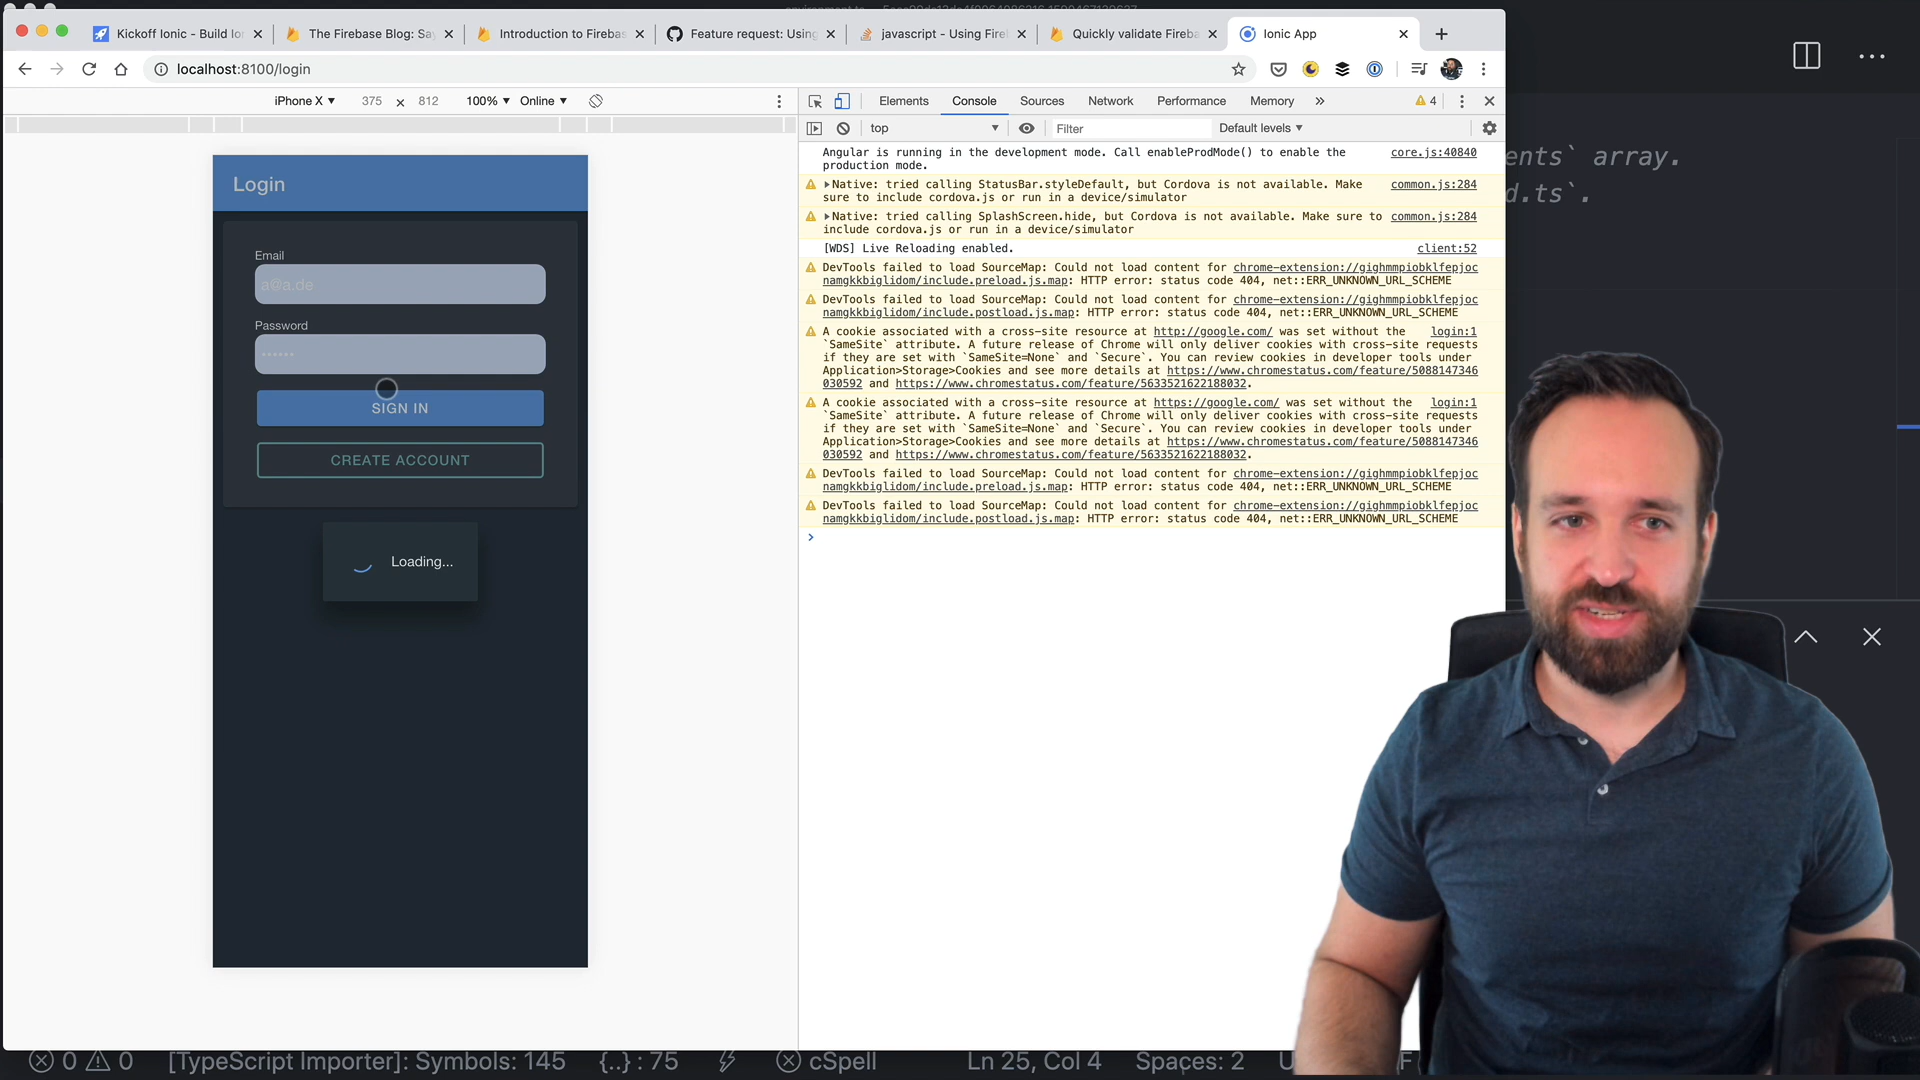 Kickoff Ionic - Build Io
The Firebase Blog: Sa
Introduction to Firebas
Feature request: Using
javascript - Using Fire
Quickly validate Fireba
Ionic App
localhost:8100/login
iPhone X ▼ 375 × 812 100% ▼ Online ▼
Elements Console Sources Network Performance Memory » 4
top Filter Default levels ▼
Angular is running in the development mode. Call enableProdMode() to enable the core.js:40840
production mode.
Native: tried calling StatusBar.styleDefault, but Cordova is not available. Make common.js:284
sure to include cordova.js or run in a device/simulator
Native: tried calling SplashScreen.hide, but Cordova is not available. Make sure to common.js:284
include cordova.js or run in a device/simulator
[WDS] Live Reloading enabled. client:52
DevTools failed to load SourceMap: Could not load content for chrome-extension://gighmmpiobklfepjoc
namgkkbiglidom/include.preload.js.map: HTTP error: status code 404, net::ERR_UNKNOWN_URL_SCHEME
DevTools failed to load SourceMap: Could not load content for chrome-extension://gighmmpiobklfepjoc
namgkkbiglidom/include.postload.js.map: HTTP error: status code 404, net::ERR_UNKNOWN_URL_SCHEME
A cookie associated with a cross-site resource at http://google.com/ was set without the login:1
`SameSite` attribute. A future release of Chrome will only deliver cookies with cross-site requests
if they are set with `SameSite=None` and `Secure`. You can review cookies in developer tools under
Application>Storage>Cookies and see more details at https://www.chromestatus.com/feature/5088147346
030592 and https://www.chromestatus.com/feature/5633521622188032.
A cookie associated with a cross-site resource at https://google.com/ was set without the login:1
`SameSite` attribute. A future release of Chrome will only deliver cookies with cross-site requests
if they are set with `SameSite=None` and `Secure`. You can review cookies in developer tools under
Application>Storage>Cookies and see more details at https://www.chromestatus.com/feature/5088147346
030592 and https://www.chromestatus.com/feature/5633521622188032.
DevTools failed to load SourceMap: Could not load content for chrome-extension://gighmmpiobklfepjoc
namgkkbiglidom/include.preload.js.map: HTTP error: status code 404, net::ERR_UNKNOWN_URL_SCHEME
DevTools failed to load SourceMap: Could not load content for chrome-extension://gighmmpiobklfepjoc
namgkkbiglidom/include.postload.js.map: HTTP error: status code 404, net::ERR_UNKNOWN_URL_SCHEME
Login
Email
a@a.de
Password
SIGN IN
CREATE ACCOUNT
Loading...
ents` array.
d.ts`.
0 0 [TypeScript Importer]: Symbols: 145 {..} : 75 cSpell Ln 25, Col 4 Spaces: 2